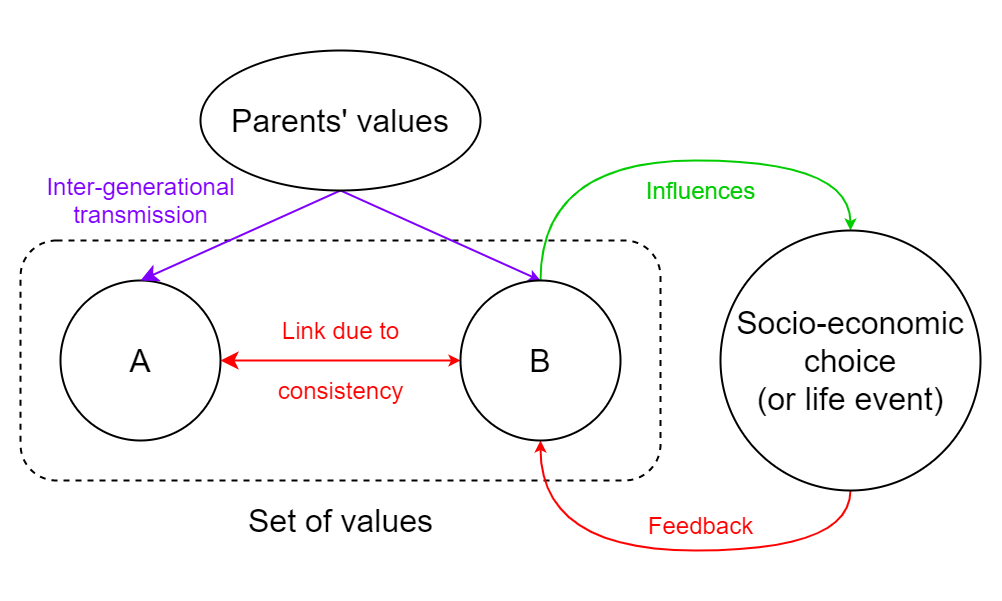 Parents' values
Inter-generational
transmission
Influences
A
Link due to
consistency
B
Socio-economic
choice
(or life event)
Set of values
Feedback